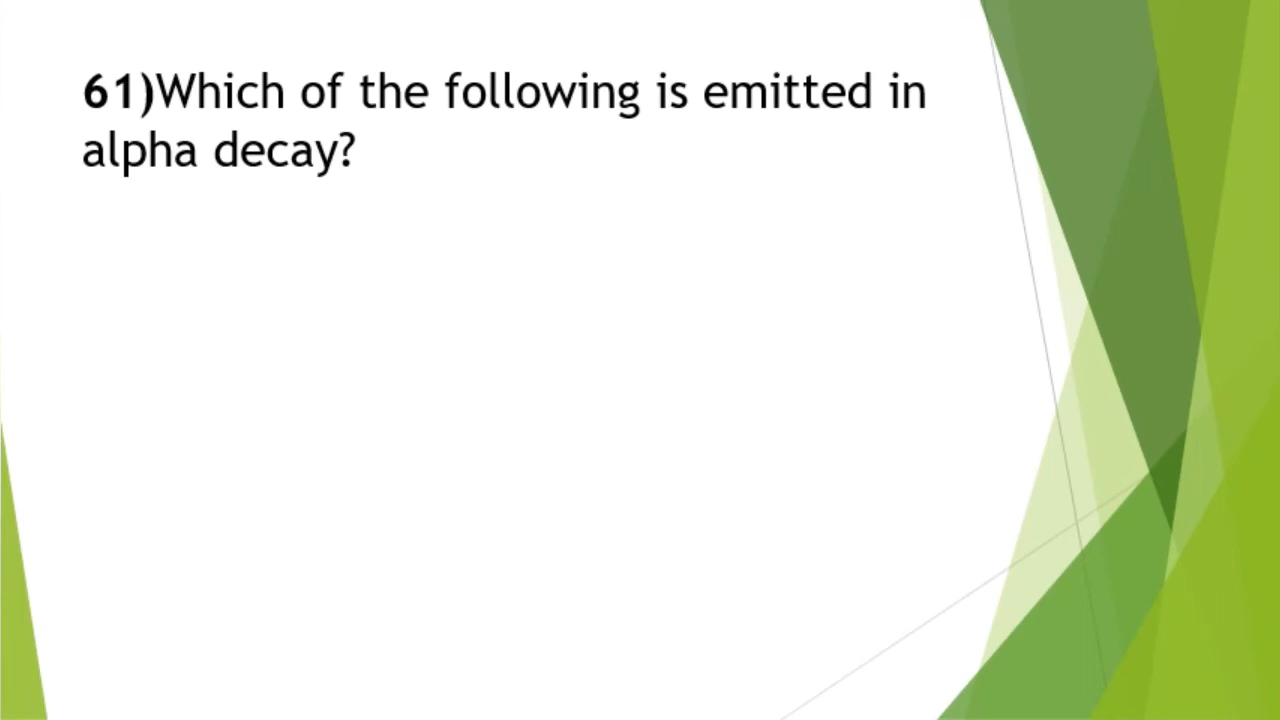 61)Which of the following is emitted in
alpha decay?